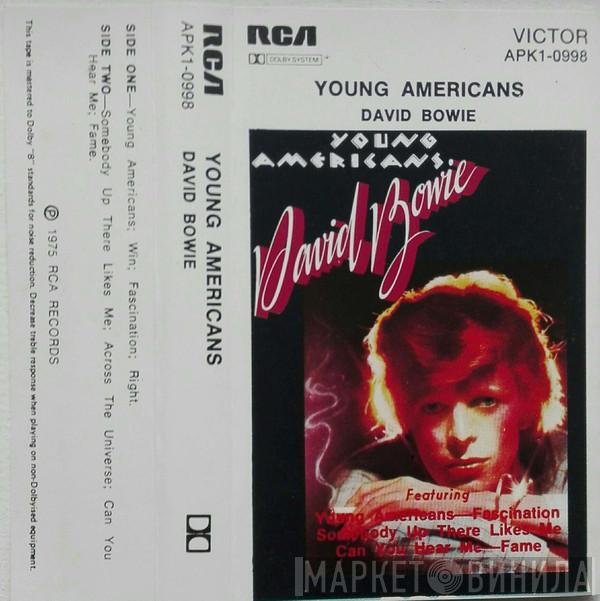 This tape is mastered to Dolby "B" standards for noise reduction. Decrease treble response when playing on non-Dolbyised equipment.
℗ 1975 RCA RECORDS
SIDE ONE—Young Americans; Win; Fascination; Right.
SIDE TWO—Somebody Up There Likes Me; Across The Universe; Can You
Hear Me; Fame.
RCA
APK1-0998
YOUNG AMERICANS
DAVID BOWIE
RCA
VICTOR
DOLBY SYSTEM
APK1-0998
YOUNG AMERICANS
DAVID BOWIE
YOUNG
AMERICANS.
David Bowie
Featuring
Young Americans—Fascination
Somebody Up There Likes Me
Can You Hear Me—Fame
МАРКЕТ ВИНИЛА